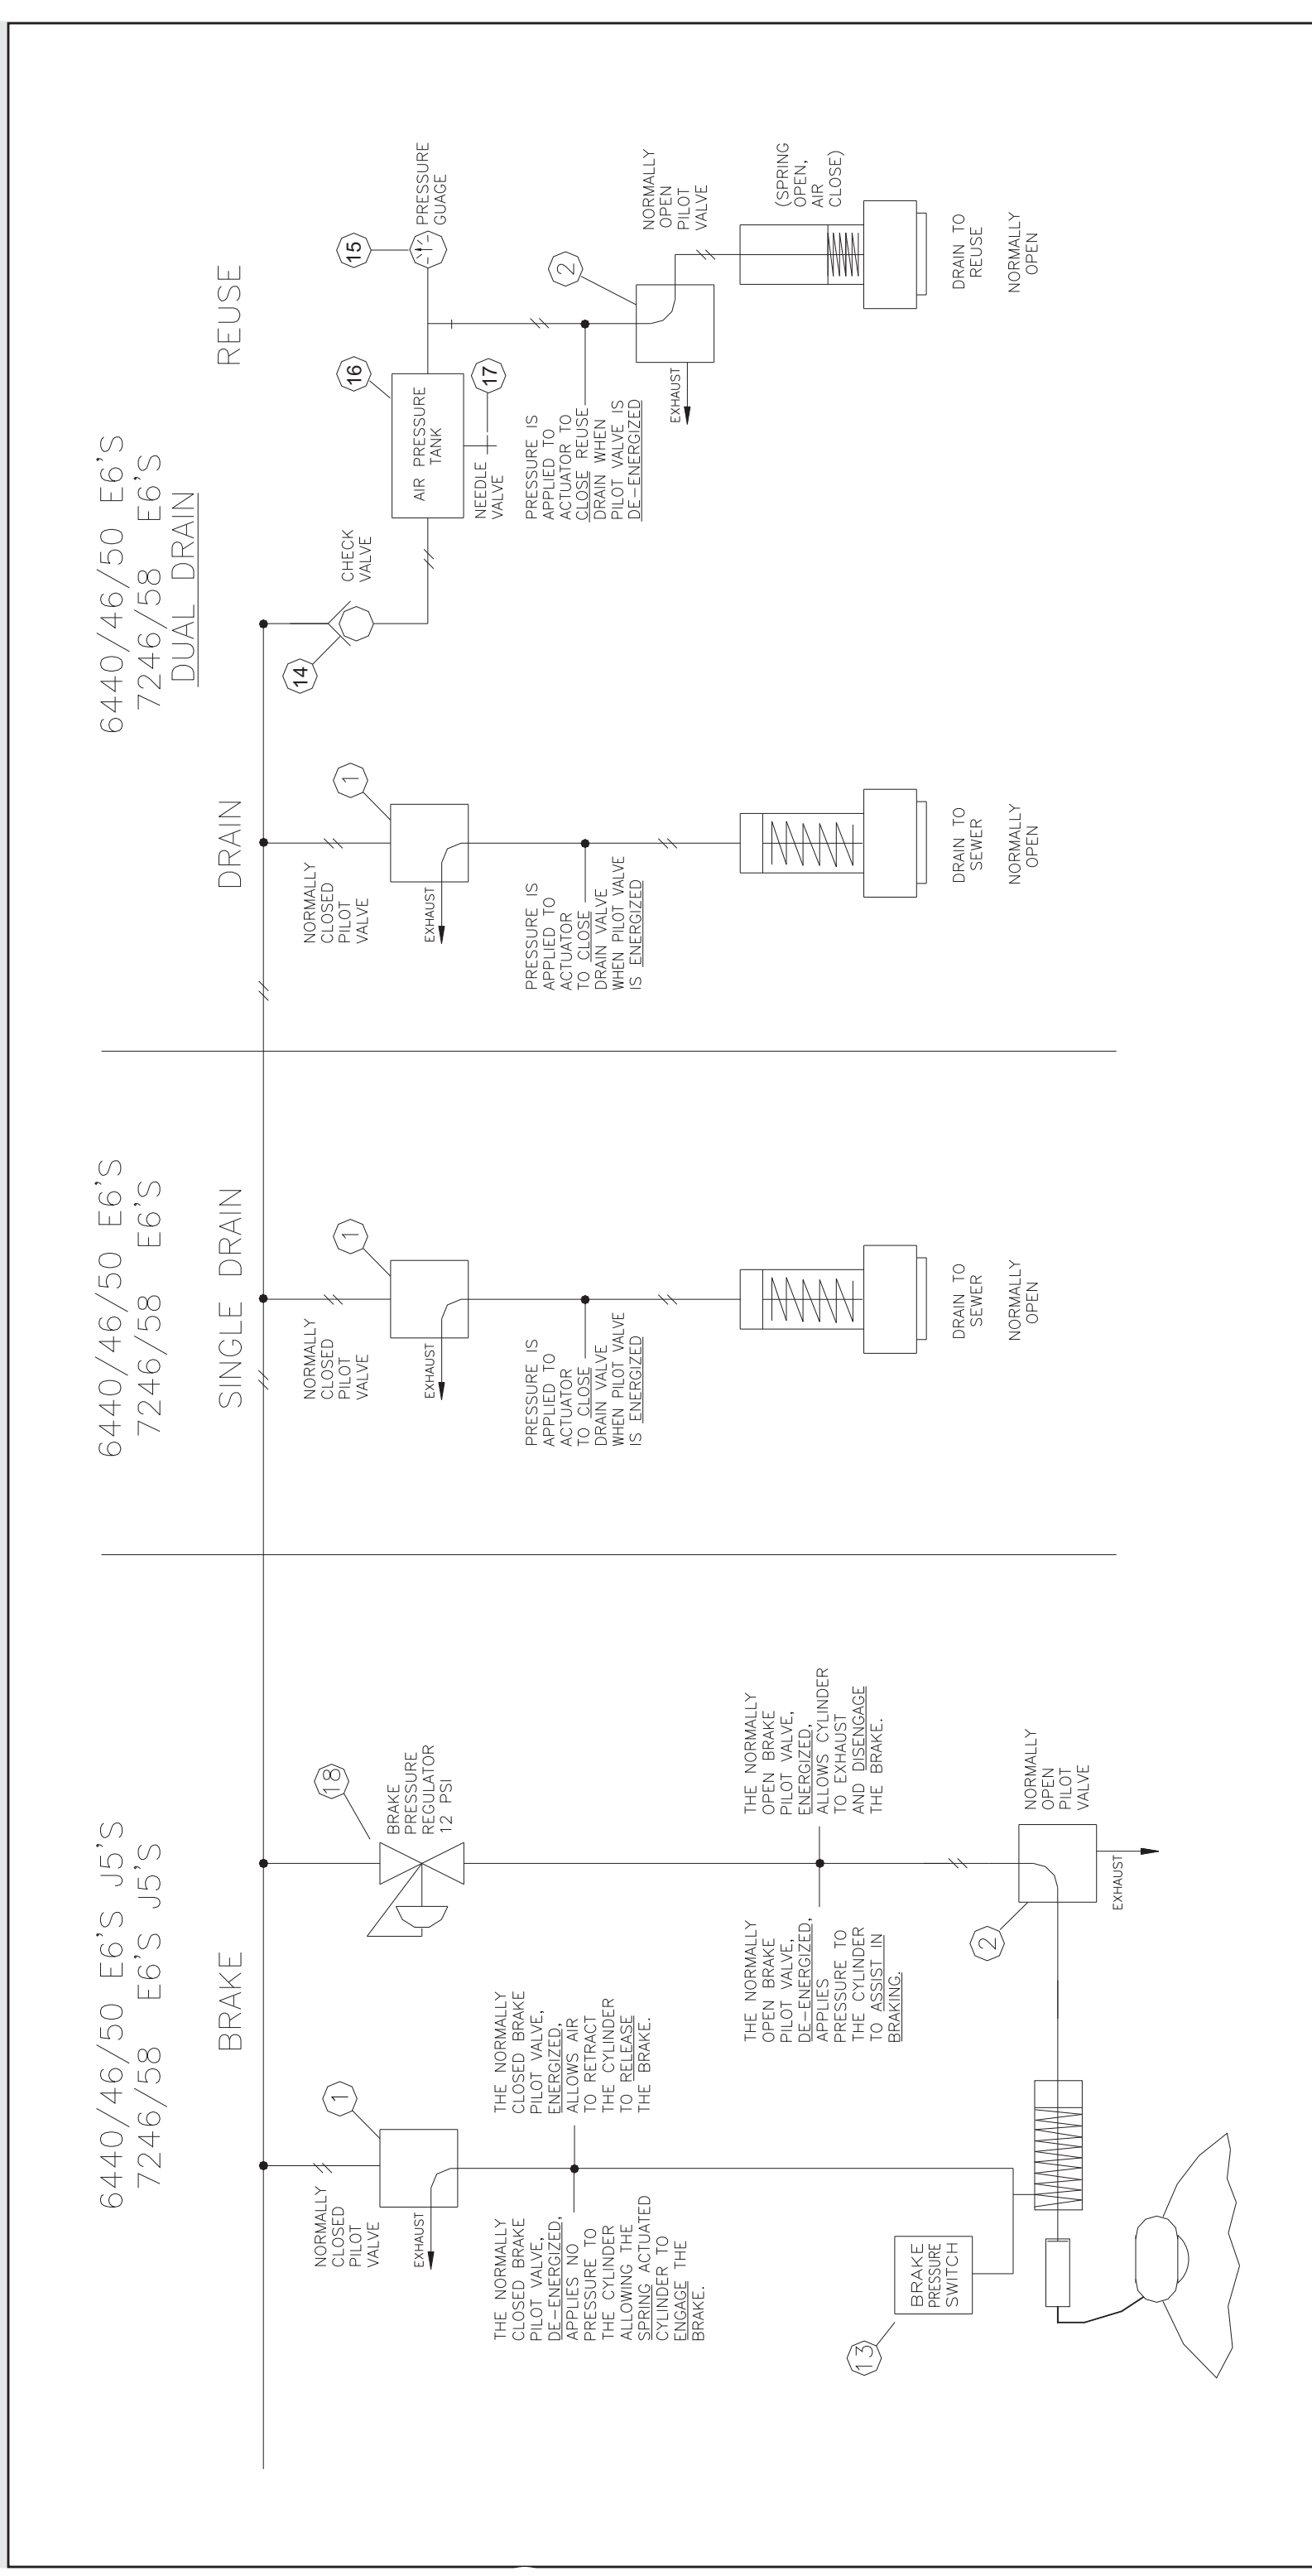 6440/46/50 E6'S J5'S
7246/58 E6'S J5'S
BRAKE
NORMALLY
CLOSED
PILOT
VALVE
1
EXHAUST
THE NORMALLY
CLOSED BRAKE
PILOT VALVE,
DE-ENERGIZED,
APPLIES NO
PRESSURE TO
THE CYLINDER
ALLOWING THE
SPRING ACTUATED
CYLINDER TO
ENGAGE THE
BRAKE.
THE NORMALLY
CLOSED BRAKE
PILOT VALVE,
ENERGIZED,
ALLOWS AIR
TO RETRACT
THE CYLINDER
TO RELEASE
THE BRAKE.
18
BRAKE
PRESSURE
REGULATOR
12 PSI
THE NORMALLY
OPEN BRAKE
PILOT VALVE,
DE-ENERGIZED,
APPLIES
PRESSURE TO
THE CYLINDER
TO ASSIST IN
BRAKING.
THE NORMALLY
OPEN BRAKE
PILOT VALVE,
ENERGIZED,
ALLOWS CYLINDER
TO EXHAUST
AND DISENGAGE
THE BRAKE.
13
BRAKE
PRESSURE
SWITCH
2
NORMALLY
OPEN
PILOT
VALVE
EXHAUST
6440/46/50 E6'S
7246/58 E6'S
SINGLE DRAIN
NORMALLY
CLOSED
PILOT
VALVE
1
EXHAUST
PRESSURE IS
APPLIED TO
ACTUATOR
TO CLOSE
DRAIN VALVE
WHEN PILOT VALVE
IS ENERGIZED
DRAIN TO
SEWER
NORMALLY
OPEN
6440/46/50 E6'S
7246/58 E6'S
DUAL DRAIN
DRAIN
NORMALLY
CLOSED
PILOT
VALVE
1
EXHAUST
PRESSURE IS
APPLIED TO
ACTUATOR
TO CLOSE
DRAIN VALVE
WHEN PILOT VALVE
IS ENERGIZED
DRAIN TO
SEWER
NORMALLY
OPEN
REUSE
14
CHECK
VALVE
16
AIR PRESSURE
TANK
15
PRESSURE
GUAGE
NEEDLE
VALVE
17
PRESSURE IS
APPLIED TO
ACTUATOR TO
CLOSE REUSE
DRAIN WHEN
PILOT VALVE IS
DE-ENERGIZED
2
NORMALLY
OPEN
PILOT
VALVE
EXHAUST
(SPRING
OPEN,
AIR
CLOSE)
DRAIN TO
REUSE
NORMALLY
OPEN